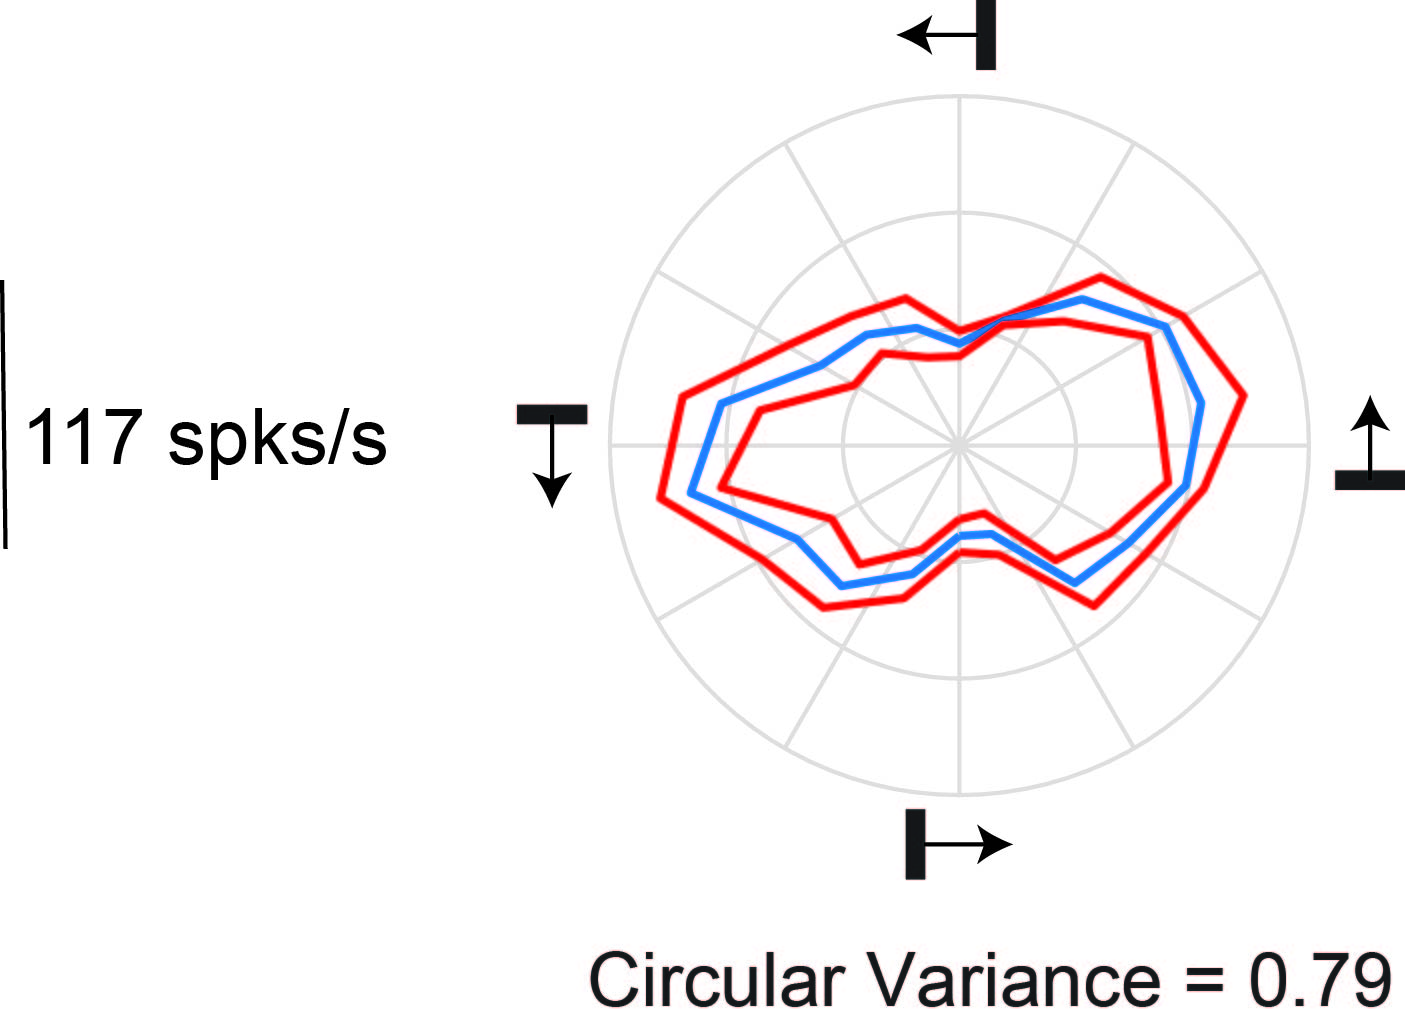 117 spks/s
Circular Variance = 0.79